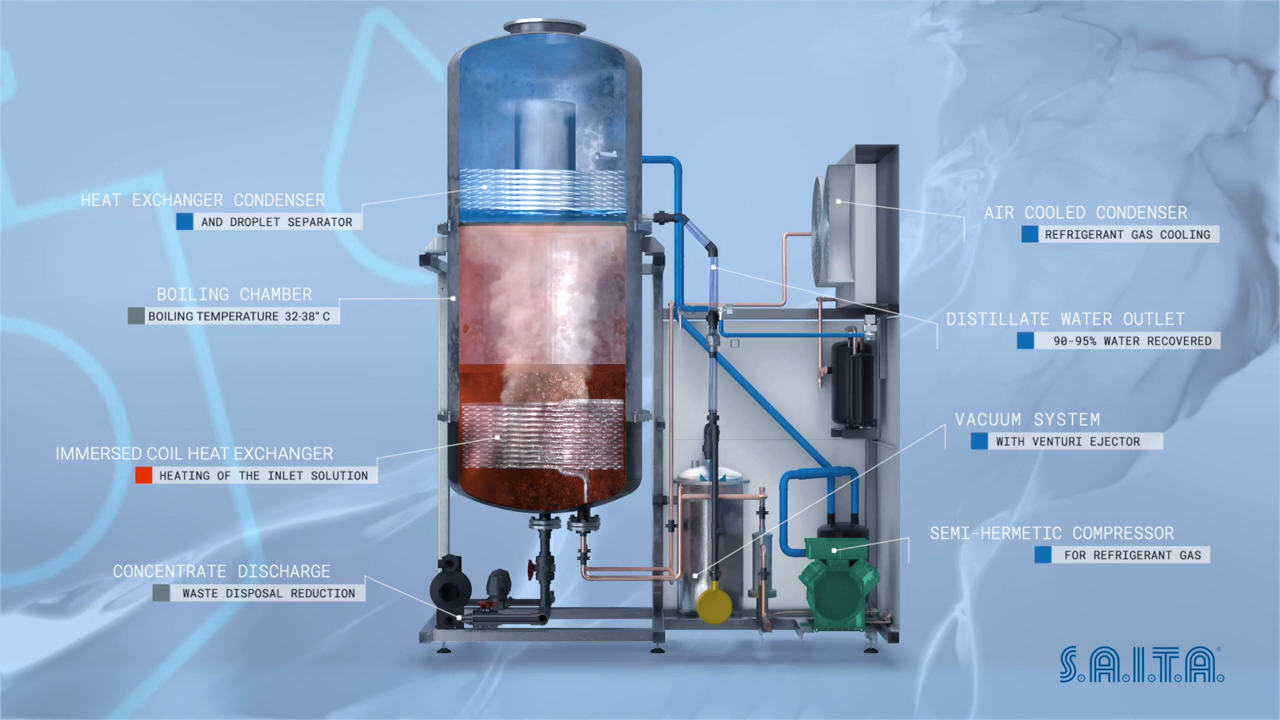 HEAT EXCHANGER CONDENSER
AND DROPLET SEPARATOR
BOILING CHAMBER
BOILING TEMPERATURE 32-38° C
IMMERSED COIL HEAT EXCHANGER
HEATING OF THE INLET SOLUTION
CONCENTRATE DISCHARGE
WASTE DISPOSAL REDUCTION
AIR COOLED CONDENSER
REFRIGERANT GAS COOLING
DISTILLATE WATER OUTLET
90-95% WATER RECOVERED
VACUUM SYSTEM
WITH VENTURI EJECTOR
SEMI-HERMETIC COMPRESSOR
FOR REFRIGERANT GAS
S.A.I.T.A.